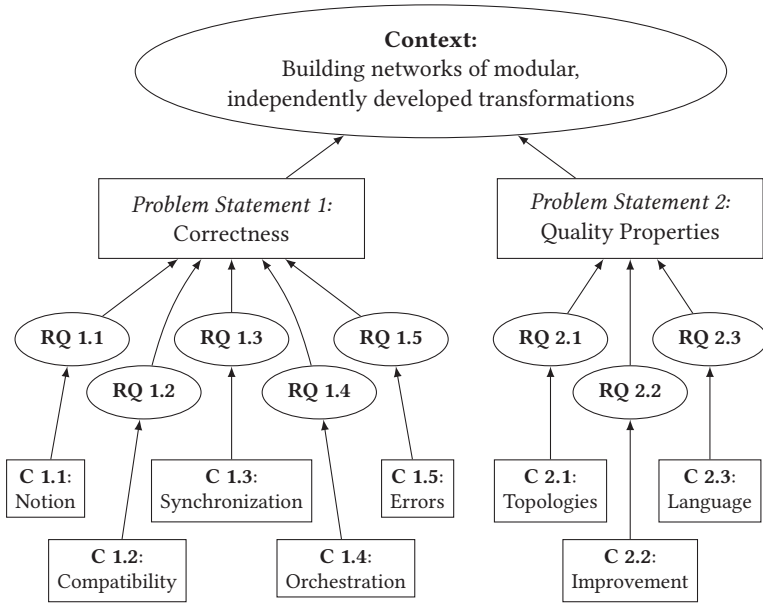 Context:
Building networks of modular,
independently developed transformations
Problem Statement 1:
Correctness
Problem Statement 2:
Quality Properties
RQ 1.1
RQ 1.2
RQ 1.3
RQ 1.4
RQ 1.5
RQ 2.1
RQ 2.2
RQ 2.3
C 1.1:
Notion
C 1.2:
Compatibility
C 1.3:
Synchronization
C 1.4:
Orchestration
C 1.5:
Errors
C 2.1:
Topologies
C 2.2:
Improvement
C 2.3:
Language